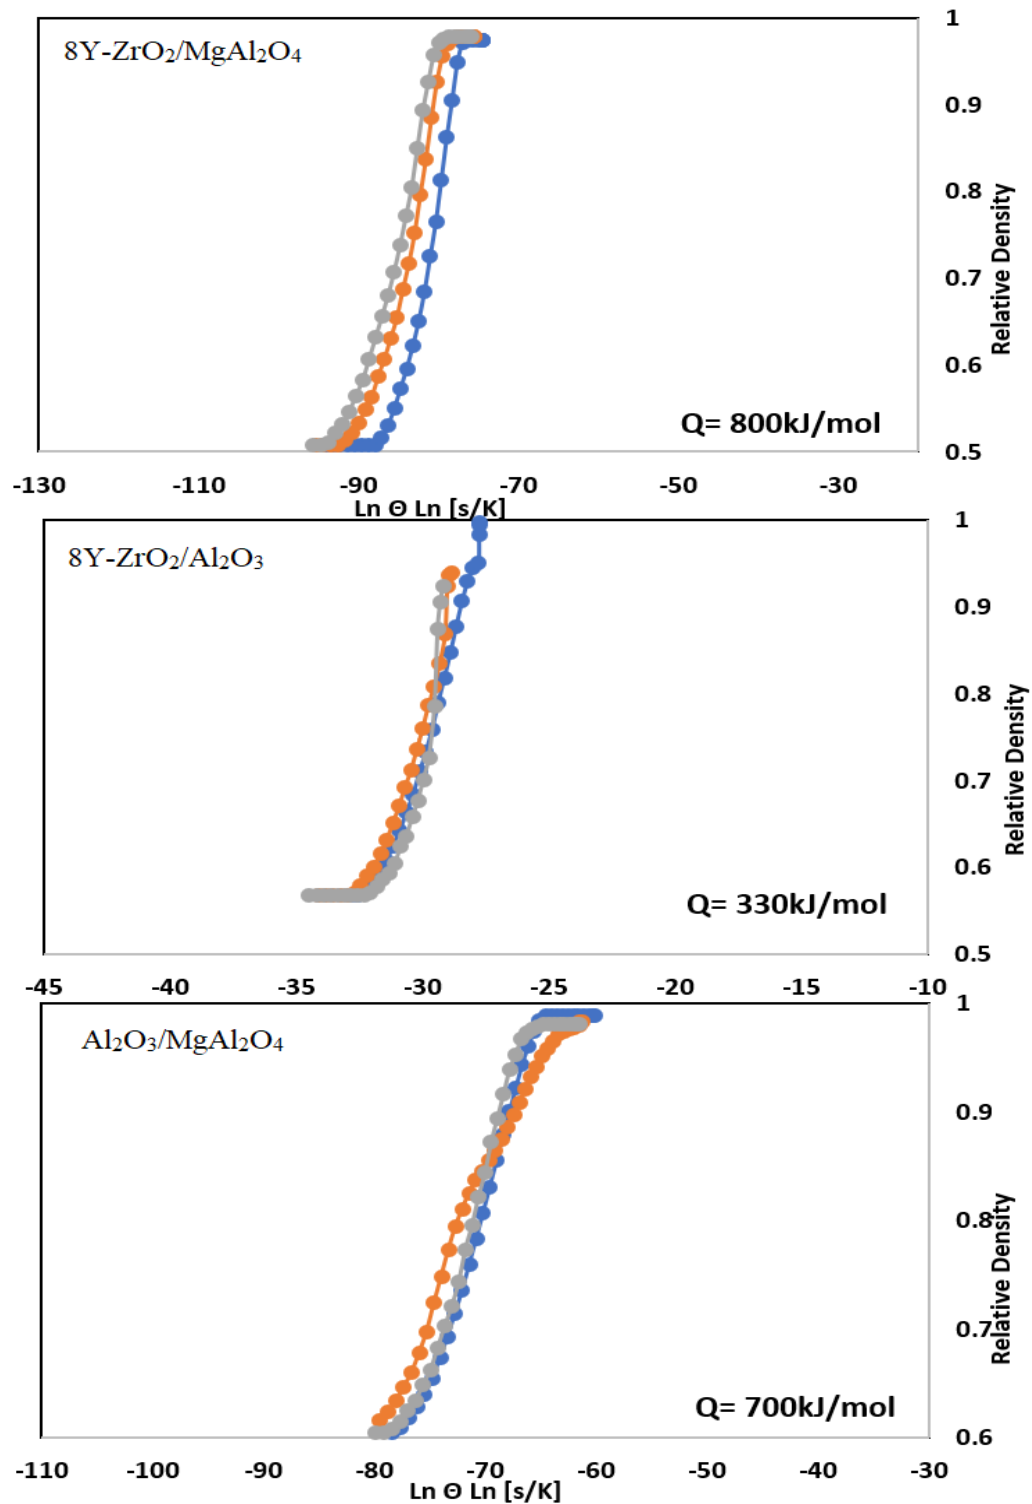 8Y-ZrO₂/MgAl₂O₄
1
0.9
0.8
0.7
0.6
0.5
Relative Density
Q= 800kJ/mol
-130 -110 -90 -70 -50 -30
Ln Θ Ln [s/K]
8Y-ZrO₂/Al₂O₃
1
0.9
0.8
0.7
0.6
0.5
Relative Density
Q= 330kJ/mol
-45 -40 -35 -30 -25 -20 -15 -10
Al₂O₃/MgAl₂O₄
1
0.9
0.8
0.7
0.6
Relative Density
Q= 700kJ/mol
-110 -100 -90 -80 -70 -60 -50 -40 -30
Ln Θ Ln [s/K]